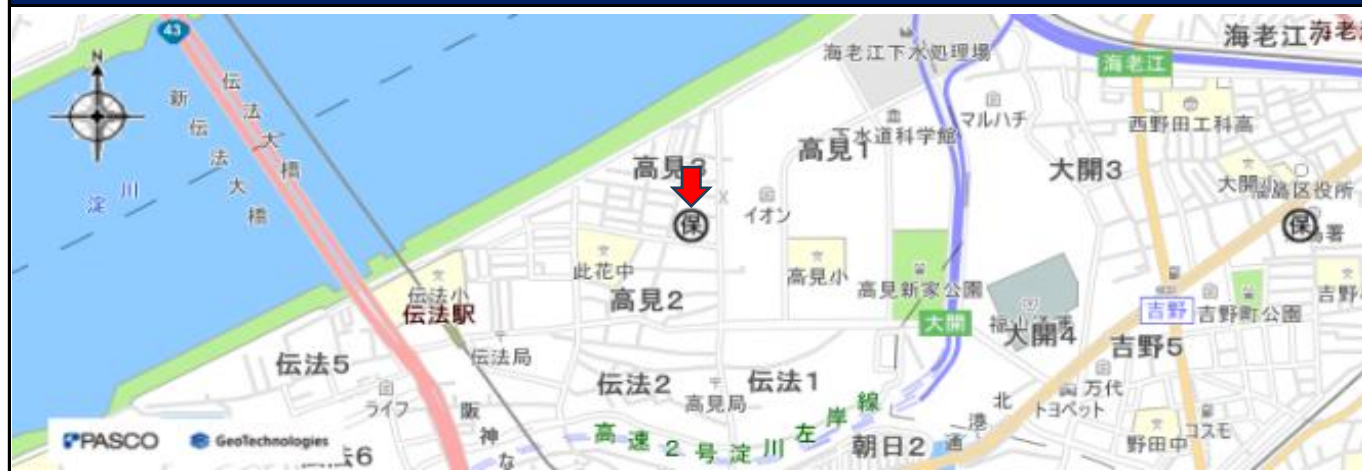 43
N
伝法大橋
新伝法大橋
淀川
海老江下水処理場
海老江
海老江
マルハチ
西野田工科高
下水道科学館
高見1
高見3
大開3
大開小
福島区役所
イオン
保
保
此花中
高見小
高見新家公園
高見2
伝法小
伝法駅
大開
大開4
吉野
吉野町公園
吉野5
伝法局
伝法5
伝法2
伝法1
高見局
ライフ
万代
トヨペット
北港通
コスモ
野田中
朝日2
高速2号淀川左岸線
阪神な
PASCO
GeoTechnologies